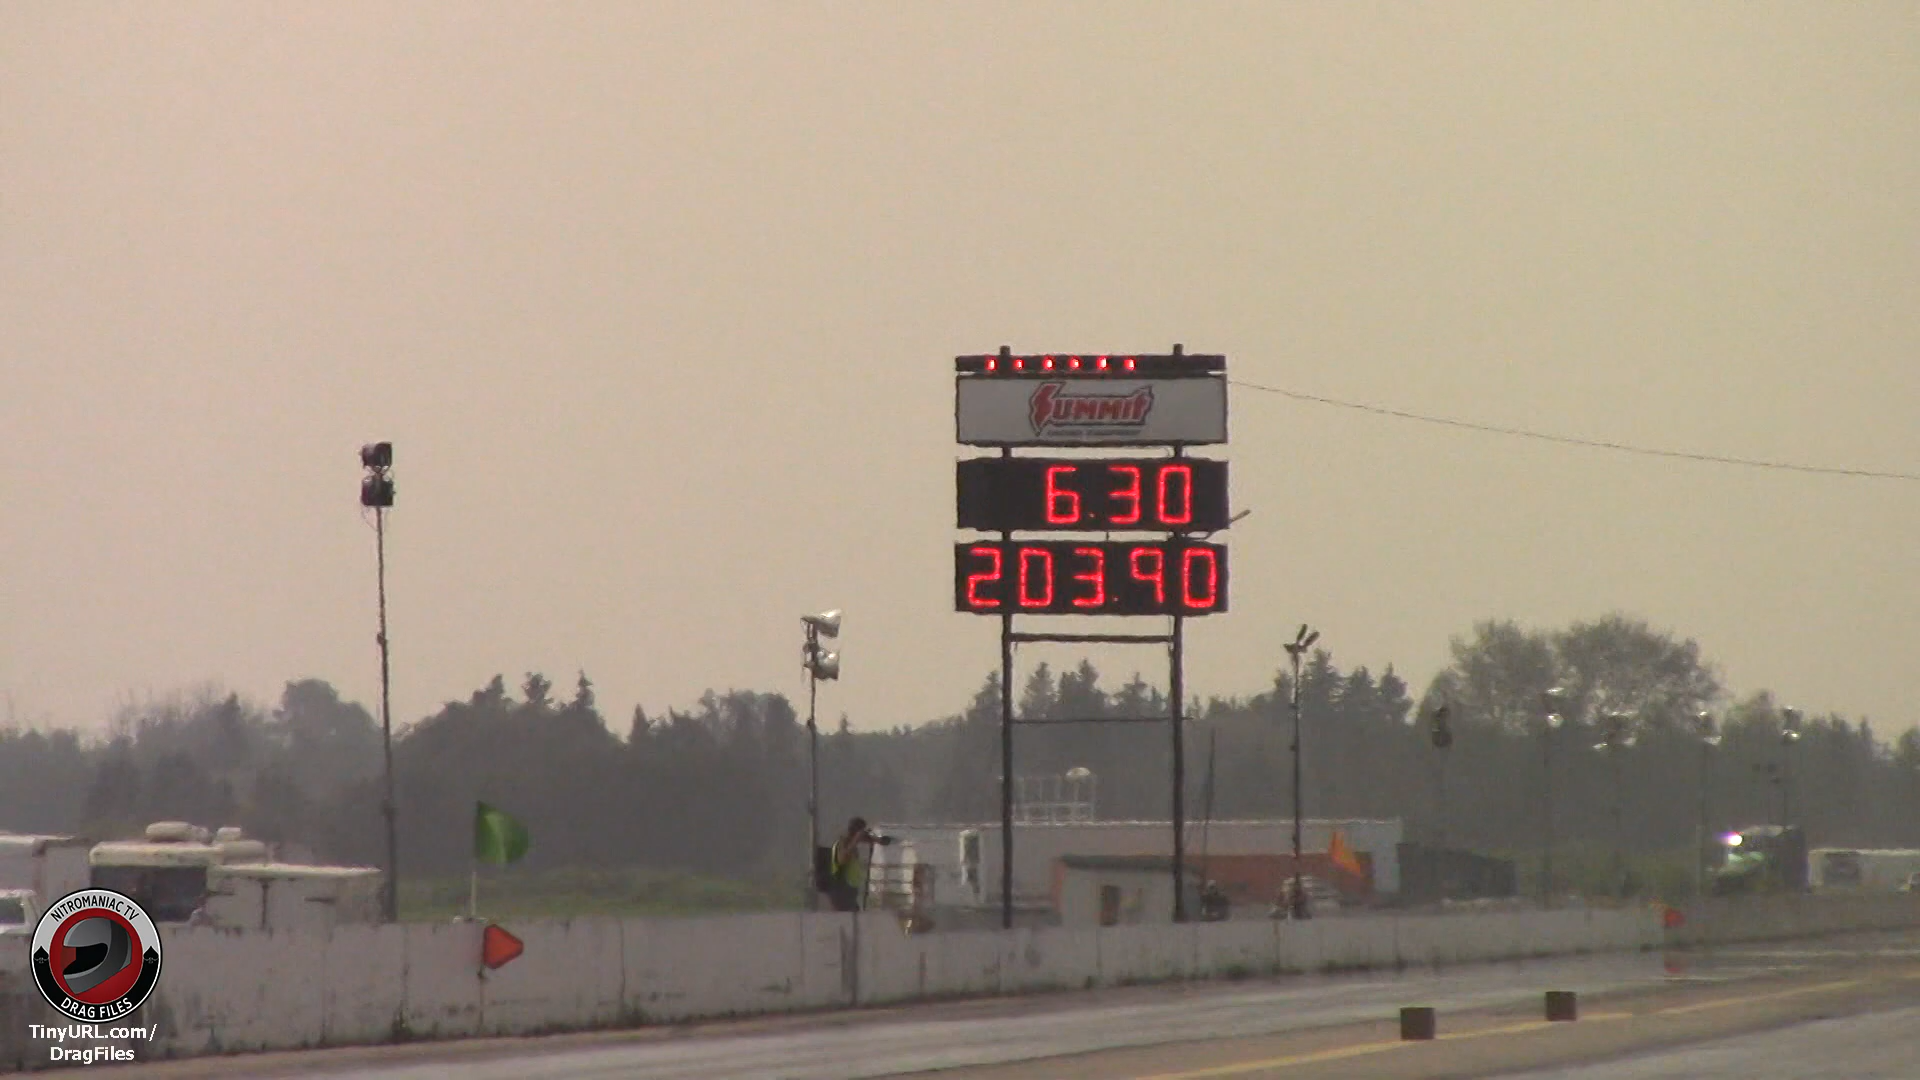 SUMMIT
6.30
203.90
NITROMANIAC TV
DRAG FILES
TinyURL.com/
DragFiles